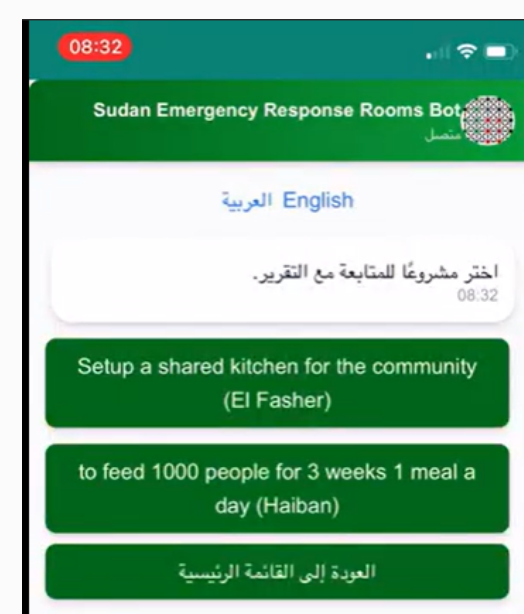 08:32
Sudan Emergency Response Rooms Bot
متصل
English العربية
اختر مشروعًا للمتابعة مع التقرير.
08:32
Setup a shared kitchen for the community
(El Fasher)
to feed 1000 people for 3 weeks 1 meal a
day (Haiban)
العودة إلى القائمة الرئيسية